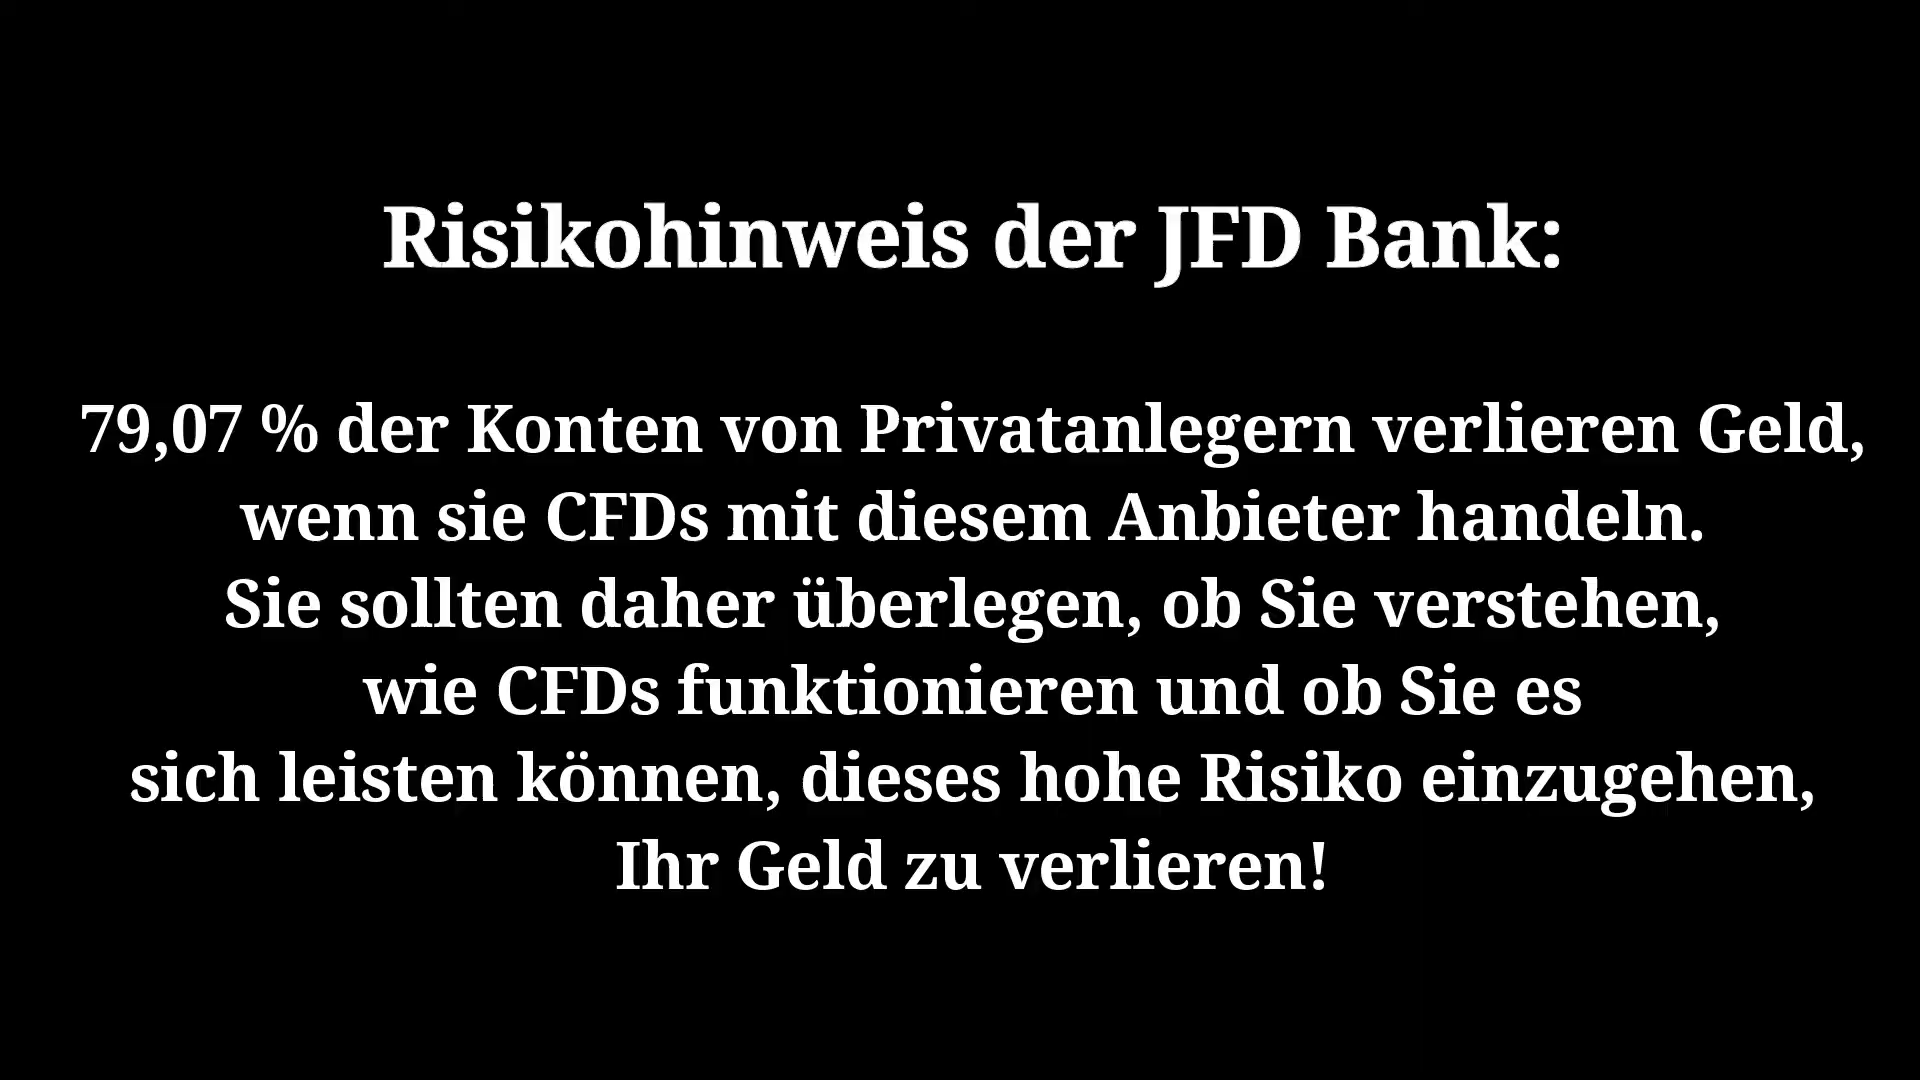 Risikohinweis der JFD Bank:
79,07 % der Konten von Privatanlegern verlieren Geld,
wenn sie CFDs mit diesem Anbieter handeln.
Sie sollten daher überlegen, ob Sie verstehen,
wie CFDs funktionieren und ob Sie es
sich leisten können, dieses hohe Risiko einzugehen,
Ihr Geld zu verlieren!